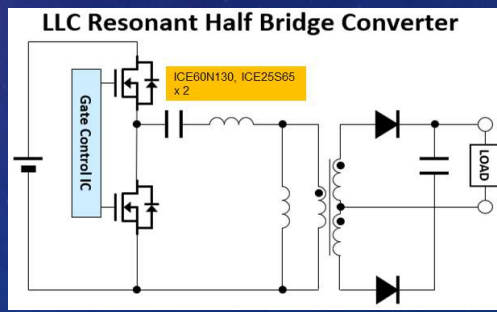 LLC Resonant Half Bridge Converter
ICE60N130, ICE25S65
x 2
Gate Control IC
LOAD